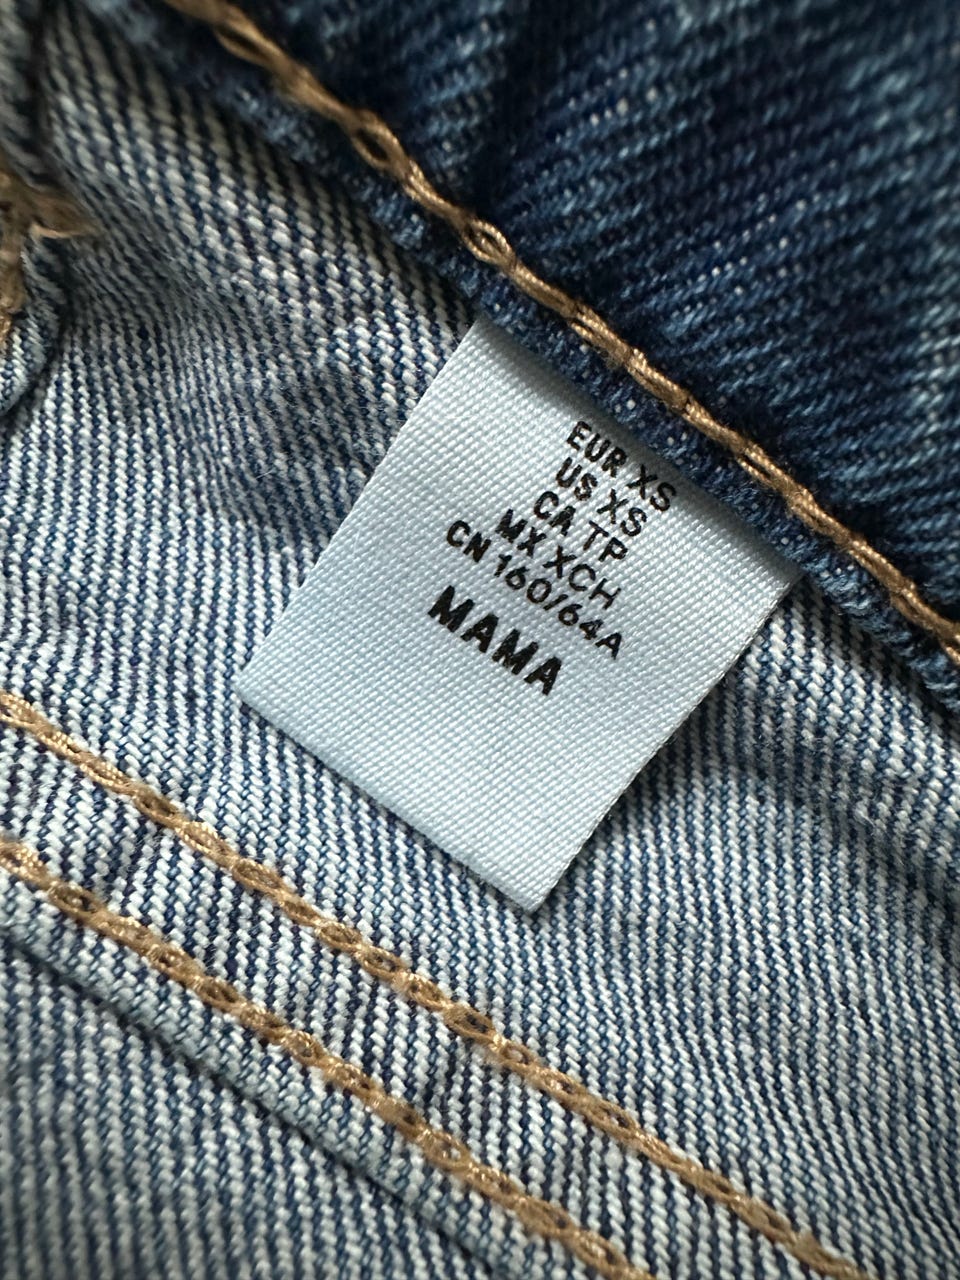 EUR XS
US XS
CA TP
MX XCH
CN 160/64A
MAMA